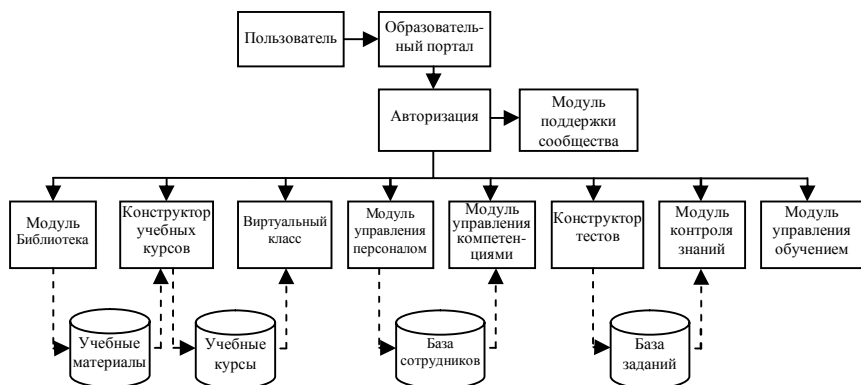 Пользователь
Образователь-
ный портал
Авторизация
Модуль
поддержки
сообщества
Модуль
Библиотека
Конструктор
учебных
курсов
Виртуальный
класс
Модуль
управления
персоналом
Модуль
управления
компетен-
циями
Конструктор
тестов
Модуль
контроля
знаний
Модуль
управления
обучением
Учебные
материалы
Учебные
курсы
База
сотрудников
База
заданий